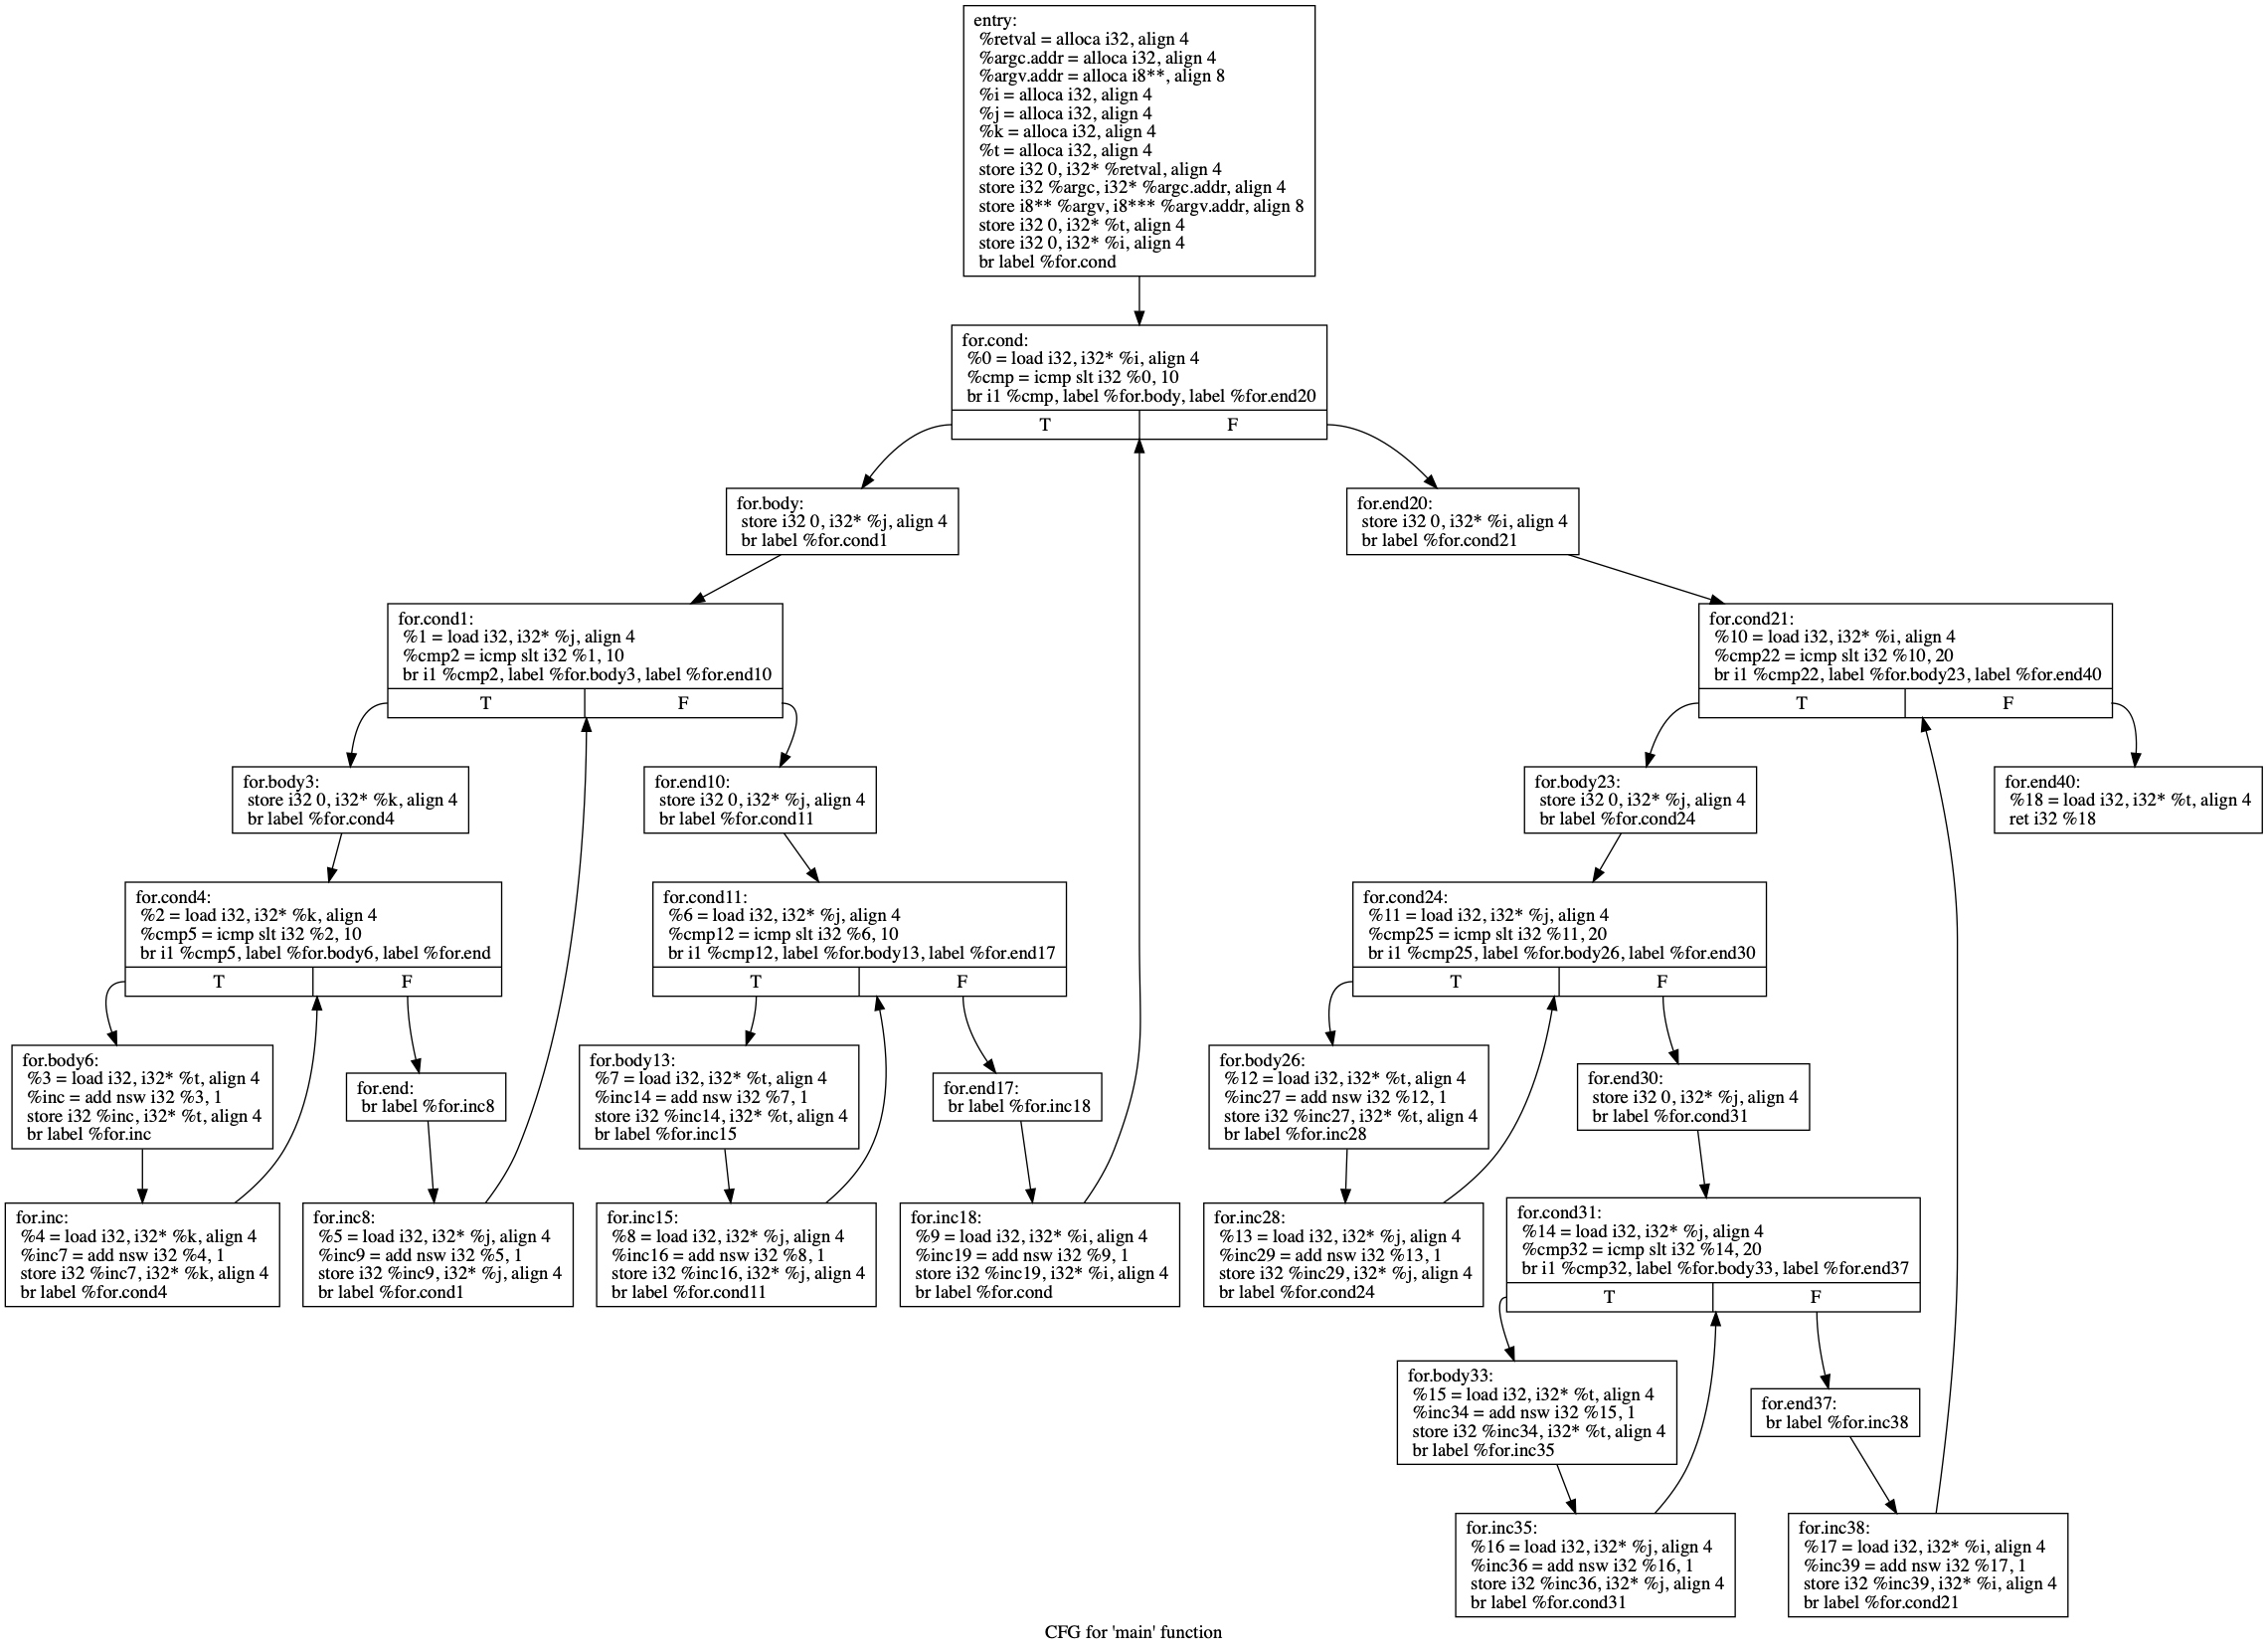 entry:
%retval = alloca i32, align 4
%argc.addr = alloca i32, align 4
%argv.addr = alloca i8**, align 8
%i = alloca i32, align 4
%j = alloca i32, align 4
%k = alloca i32, align 4
%t = alloca i32, align 4
store i32 0, i32* %retval, align 4
store i32 %argc, i32* %argc.addr, align 4
store i8** %argv, i8*** %argv.addr, align 8
store i32 0, i32* %t, align 4
store i32 0, i32* %i, align 4
br label %for.cond
for.cond:
%0 = load i32, i32* %i, align 4
%cmp = icmp slt i32 %0, 10
br i1 %cmp, label %for.body, label %for.end20
T F
for.body:
store i32 0, i32* %j, align 4
br label %for.cond1
for.end20:
store i32 0, i32* %i, align 4
br label %for.cond21
for.cond1:
%1 = load i32, i32* %j, align 4
%cmp2 = icmp slt i32 %1, 10
br i1 %cmp2, label %for.body3, label %for.end10
T F
for.cond21:
%10 = load i32, i32* %i, align 4
%cmp22 = icmp slt i32 %10, 20
br i1 %cmp22, label %for.body23, label %for.end40
T F
for.body3:
store i32 0, i32* %k, align 4
br label %for.cond4
for.end10:
store i32 0, i32* %j, align 4
br label %for.cond11
for.body23:
store i32 0, i32* %j, align 4
br label %for.cond24
for.end40:
%18 = load i32, i32* %t, align 4
ret i32 %18
for.cond4:
%2 = load i32, i32* %k, align 4
%cmp5 = icmp slt i32 %2, 10
br i1 %cmp5, label %for.body6, label %for.end
T F
for.cond11:
%6 = load i32, i32* %j, align 4
%cmp12 = icmp slt i32 %6, 10
br i1 %cmp12, label %for.body13, label %for.end17
T F
for.cond24:
%11 = load i32, i32* %j, align 4
%cmp25 = icmp slt i32 %11, 20
br i1 %cmp25, label %for.body26, label %for.end30
T F
for.body6:
%3 = load i32, i32* %t, align 4
%inc = add nsw i32 %3, 1
store i32 %inc, i32* %t, align 4
br label %for.inc
for.end:
br label %for.inc8
for.body13:
%7 = load i32, i32* %t, align 4
%inc14 = add nsw i32 %7, 1
store i32 %inc14, i32* %t, align 4
br label %for.inc15
for.end17:
br label %for.inc18
for.body26:
%12 = load i32, i32* %t, align 4
%inc27 = add nsw i32 %12, 1
store i32 %inc27, i32* %t, align 4
br label %for.inc28
for.end30:
store i32 0, i32* %j, align 4
br label %for.cond31
for.inc:
%4 = load i32, i32* %k, align 4
%inc7 = add nsw i32 %4, 1
store i32 %inc7, i32* %k, align 4
br label %for.cond4
for.inc8:
%5 = load i32, i32* %j, align 4
%inc9 = add nsw i32 %5, 1
store i32 %inc9, i32* %j, align 4
br label %for.cond1
for.inc15:
%8 = load i32, i32* %j, align 4
%inc16 = add nsw i32 %8, 1
store i32 %inc16, i32* %j, align 4
br label %for.cond11
for.inc18:
%9 = load i32, i32* %i, align 4
%inc19 = add nsw i32 %9, 1
store i32 %inc19, i32* %i, align 4
br label %for.cond
for.inc28:
%13 = load i32, i32* %j, align 4
%inc29 = add nsw i32 %13, 1
store i32 %inc29, i32* %j, align 4
br label %for.cond24
for.cond31:
%14 = load i32, i32* %j, align 4
%cmp32 = icmp slt i32 %14, 20
br i1 %cmp32, label %for.body33, label %for.end37
T F
for.body33:
%15 = load i32, i32* %t, align 4
%inc34 = add nsw i32 %15, 1
store i32 %inc34, i32* %t, align 4
br label %for.inc35
for.end37:
br label %for.inc38
for.inc35:
%16 = load i32, i32* %j, align 4
%inc36 = add nsw i32 %16, 1
store i32 %inc36, i32* %j, align 4
br label %for.cond31
for.inc38:
%17 = load i32, i32* %i, align 4
%inc39 = add nsw i32 %17, 1
store i32 %inc39, i32* %i, align 4
br label %for.cond21
CFG for 'main' function